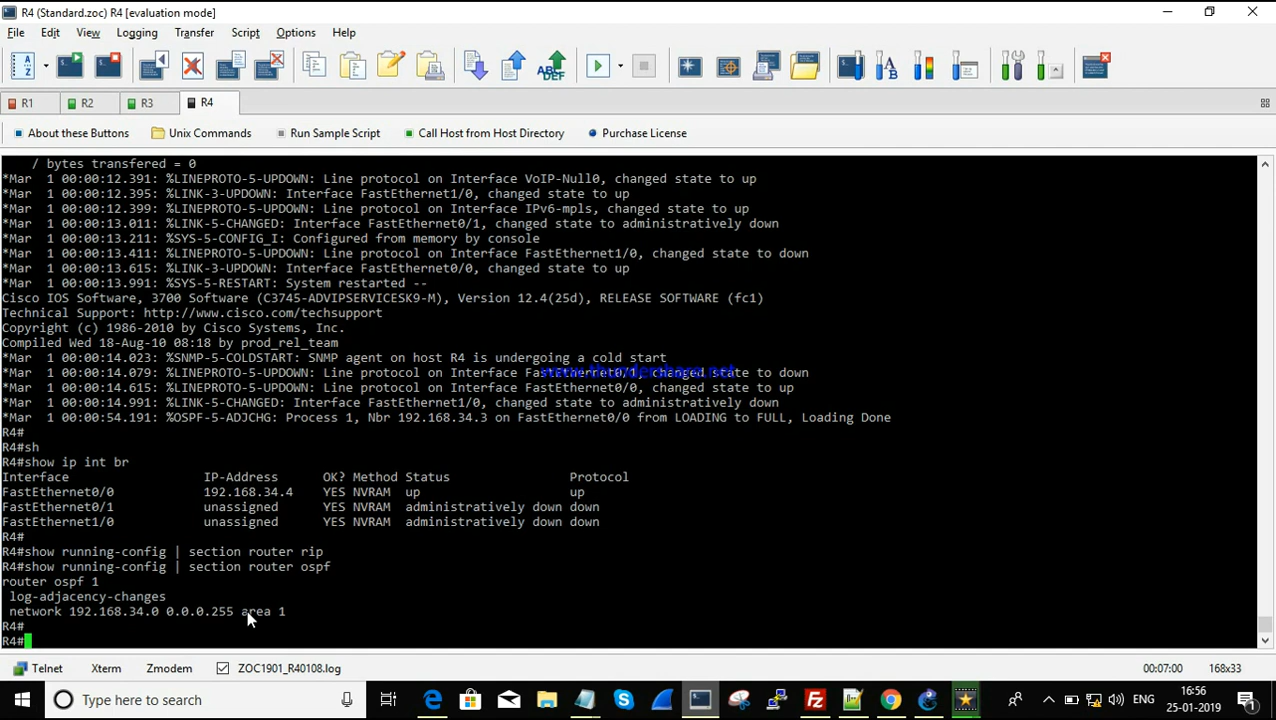 R4 (Standard.zoc) R4 [evaluation mode]
File Edit View Logging Transfer Script Options Help
R1 R2 R3 R4
About these Buttons Unix Commands Run Sample Script Call Host from Host Directory Purchase License
/ bytes transfered = 0
*Mar 1 00:00:12.391: %LINEPROTO-5-UPDOWN: Line protocol on Interface VoIP-Null0, changed state to up
*Mar 1 00:00:12.395: %LINK-3-UPDOWN: Interface FastEthernet1/0, changed state to up
*Mar 1 00:00:12.399: %LINEPROTO-5-UPDOWN: Line protocol on Interface IPv6-mpls, changed state to up
*Mar 1 00:00:13.011: %LINK-5-CHANGED: Interface FastEthernet0/1, changed state to administratively down
*Mar 1 00:00:13.211: %SYS-5-CONFIG_I: Configured from memory by console
*Mar 1 00:00:13.411: %LINEPROTO-5-UPDOWN: Line protocol on Interface FastEthernet1/0, changed state to down
*Mar 1 00:00:13.615: %LINK-3-UPDOWN: Interface FastEthernet0/0, changed state to up
*Mar 1 00:00:13.991: %SYS-5-RESTART: System restarted --
Cisco IOS Software, 3700 Software (C3745-ADVIPSERVICESK9-M), Version 12.4(25d), RELEASE SOFTWARE (fc1)
Technical Support: http://www.cisco.com/techsupport
Copyright (c) 1986-2010 by Cisco Systems, Inc.
Compiled Wed 18-Aug-10 08:18 by prod_rel_team
*Mar 1 00:00:14.023: %SNMP-5-COLDSTART: SNMP agent on host R4 is undergoing a cold start
www.thundershare.net
*Mar 1 00:00:14.079: %LINEPROTO-5-UPDOWN: Line protocol on Interface changed state to down
*Mar 1 00:00:14.615: %LINEPROTO-5-UPDOWN: Line protocol on Interface FastEthernet0/0, changed state to up
*Mar 1 00:00:14.991: %LINK-5-CHANGED: Interface FastEthernet1/0, changed state to administratively down
*Mar 1 00:00:54.191: %OSPF-5-ADJCHG: Process 1, Nbr 192.168.34.3 on FastEthernet0/0 from LOADING to FULL, Loading Done
R4#
R4#sh
R4#show ip int br
Interface IP-Address OK? Method Status Protocol
FastEthernet0/0 192.168.34.4 YES NVRAM up up
FastEthernet0/1 unassigned YES NVRAM administratively down down
FastEthernet1/0 unassigned YES NVRAM administratively down down
R4#
R4#show running-config | section router rip
R4#show running-config | section router ospf
router ospf 1
log-adjacency-changes
network 192.168.34.0 0.0.0.255 area 1
R4#
R4#
Telnet Xterm Zmodem ZOC1901_R40108.log 00:07:00 168x33
Type here to search ENG 16:56
25-01-2019